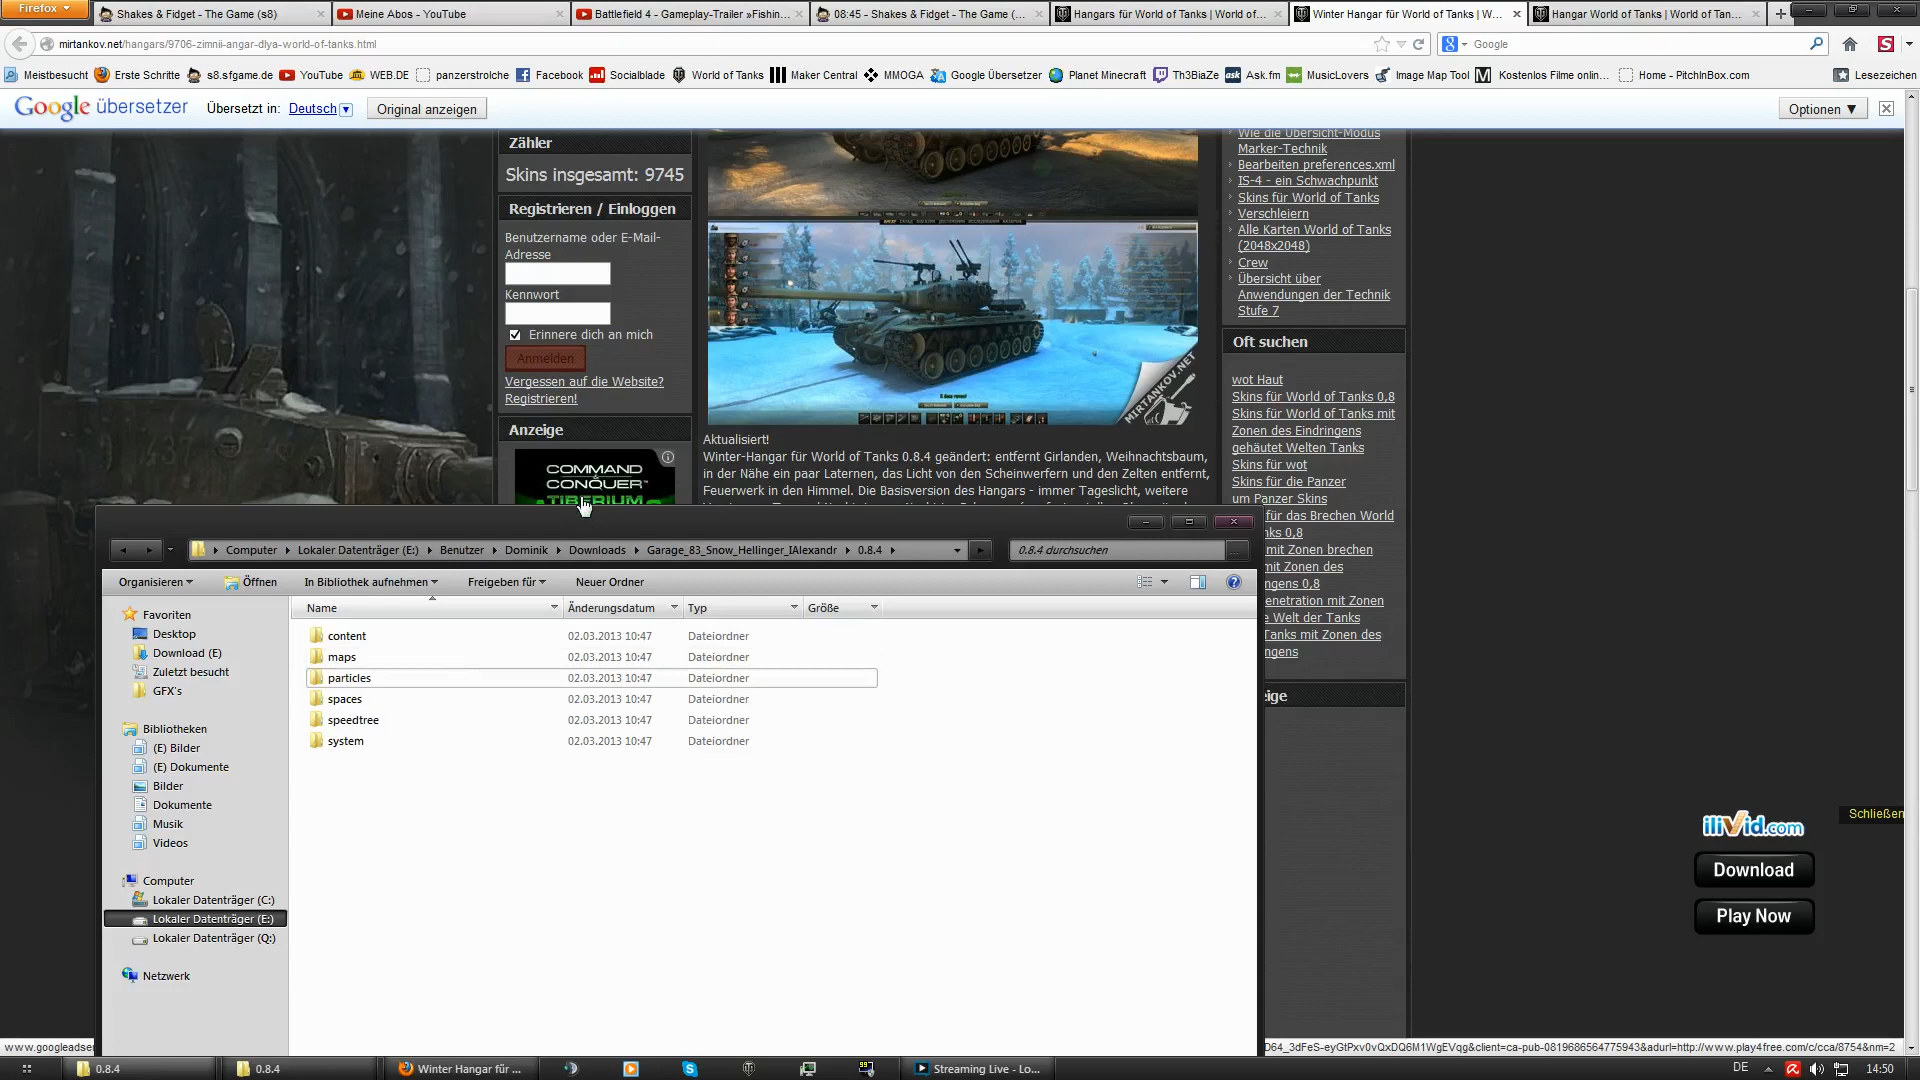 Firefox
Shakes & Fidget - The Game (s8)
Meine Abos - YouTube
Battlefield 4 - Gameplay-Trailer »Fishin...
08:45 - Shakes & Fidget - The Game (...
Hangars für World of Tanks | World of...
Winter Hangar für World of Tanks | W...
Hangar World of Tanks | World of Tan...
mirtankov.net/hangars/9706-zimnii-angar-dlya-world-of-tanks.html
Google
Meistbesucht
Erste Schritte
s8.sfgame.de
YouTube
WEB.DE
panzerstrolche
Facebook
Socialblade
World of Tanks
Maker Central
MMOGA
Google Übersetzer
Planet Minecraft
Th3BiaZe
Ask.fm
MusicLovers
Image Map Tool
Kostenlos Filme onlin...
Home - PitchInBox.com
Lesezeichen
Google übersetzer
Übersetzt in: Deutsch
Original anzeigen
Optionen ▼
Zähler
Skins insgesamt: 9745
Registrieren / Einloggen
Benutzername oder E-Mail-
Adresse
Kennwort
Erinnere dich an mich
Anmelden
Vergessen auf die Website?
Registrieren!
Anzeige
COMMAND
CONQUER™
TIBERIUM
MIRTANKOV.NET
Aktualisiert!
Winter-Hangar für World of Tanks 0.8.4 geändert: entfernt Girlanden, Weihnachtsbaum,
in der Nähe ein paar Laternen, das Licht von den Scheinwerfern und den Zelten entfernt,
Feuerwerk in den Himmel. Die Basisversion des Hangars - immer Tageslicht, weitere
Wie die Übersicht-Modus
Marker-Technik
Bearbeiten preferences.xml
IS-4 - ein Schwachpunkt
Skins für World of Tanks
Verschleiern
Alle Karten World of Tanks
(2048x2048)
Crew
Übersicht über
Anwendungen der Technik
Stufe 7
Oft suchen
wot Haut
Skins für World of Tanks 0,8
Skins für World of Tanks mit
Zonen des Eindringens
gehäutet Welten Tanks
Skins für wot
Skins für die Panzer
um Panzer Skins
für das Brechen World
nks 0,8
mit Zonen brechen
mit Zonen des
ngens 0,8
enetration mit Zonen
e Welt der Tanks
Tanks mit Zonen des
ngens
ige
Computer
Lokaler Datenträger (E:)
Benutzer
Dominik
Downloads
Garage_83_Snow_Hellinger_IAlexandr
0.8.4
0.8.4 durchsuchen
Organisieren
Öffnen
In Bibliothek aufnehmen
Freigeben für
Neuer Ordner
Name
Änderungsdatum
Typ
Größe
content 02.03.2013 10:47 Dateiordner
maps 02.03.2013 10:47 Dateiordner
particles 02.03.2013 10:47 Dateiordner
spaces 02.03.2013 10:47 Dateiordner
speedtree 02.03.2013 10:47 Dateiordner
system 02.03.2013 10:47 Dateiordner
Favoriten
Desktop
Download (E)
Zuletzt besucht
GFX's
Bibliotheken
(E) Bilder
(E) Dokumente
Bilder
Dokumente
Musik
Videos
Computer
Lokaler Datenträger (C:)
Lokaler Datenträger (E:)
Lokaler Datenträger (Q:)
Netzwerk
Schließen
iliVid.com
Download
Play Now
www.googleadser
D64_3dFeS-eyGtPxv0vQxDQ6M1WgEVqg&client=ca-pub-0819686564775943&adurl=http://www.play4free.com/c/cca/8754&nm=2
0.8.4
0.8.4
Winter Hangar für ...
Streaming Live - Lo...
DE
14:50